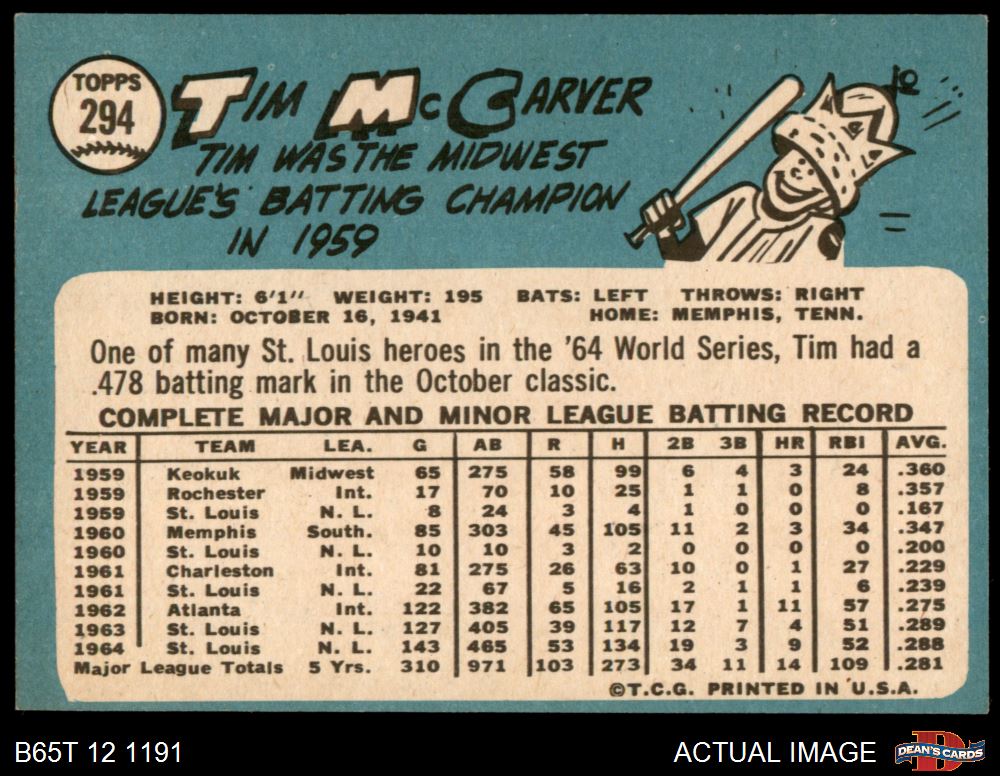 TOPPS
294
TIM McCARVER
TIM WAS THE MIDWEST
LEAGUE'S BATTING CHAMPION
IN 1959
HEIGHT: 6'1" WEIGHT: 195 BATS: LEFT THROWS: RIGHT
BORN: OCTOBER 16, 1941 HOME: MEMPHIS, TENN.
One of many St. Louis heroes in the '64 World Series, Tim had a
.478 batting mark in the October classic.
COMPLETE MAJOR AND MINOR LEAGUE BATTING RECORD
YEAR TEAM LEA. G AB R H 2B 3B HR RBI AVG.
1959 Keokuk Midwest 65 275 58 99 6 4 3 24 .360
1959 Rochester Int. 17 70 10 25 1 1 0 8 .357
1959 St. Louis N. L. 8 24 3 4 1 0 0 0 .167
1960 Memphis South. 85 303 45 105 11 2 3 34 .347
1960 St. Louis N. L. 10 10 3 2 0 0 0 0 .200
1961 Charleston Int. 81 275 26 63 10 0 1 27 .229
1961 St. Louis N. L. 22 67 5 16 2 1 1 6 .239
1962 Atlanta Int. 122 382 65 105 17 1 11 57 .275
1963 St. Louis N. L. 127 405 39 117 12 7 4 51 .289
1964 St. Louis N. L. 143 465 53 134 19 3 9 52 .288
Major League Totals 5 Yrs. 310 971 103 273 34 11 14 109 .281
©T.C.G. PRINTED IN U.S.A.
B65T 12 1191 ACTUAL IMAGE D DEAN'S CARDS